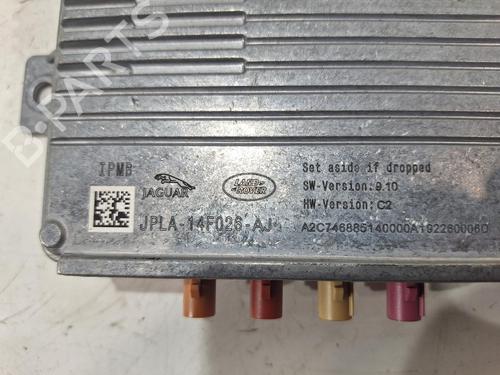 B-PARTS
IPMB
JAGUAR
LAND ROVER
Set aside if dropped
SW-Version: 9.10
HW-Version: C2
JPLA-14F026-AJ
A2C746885140000A1922600060